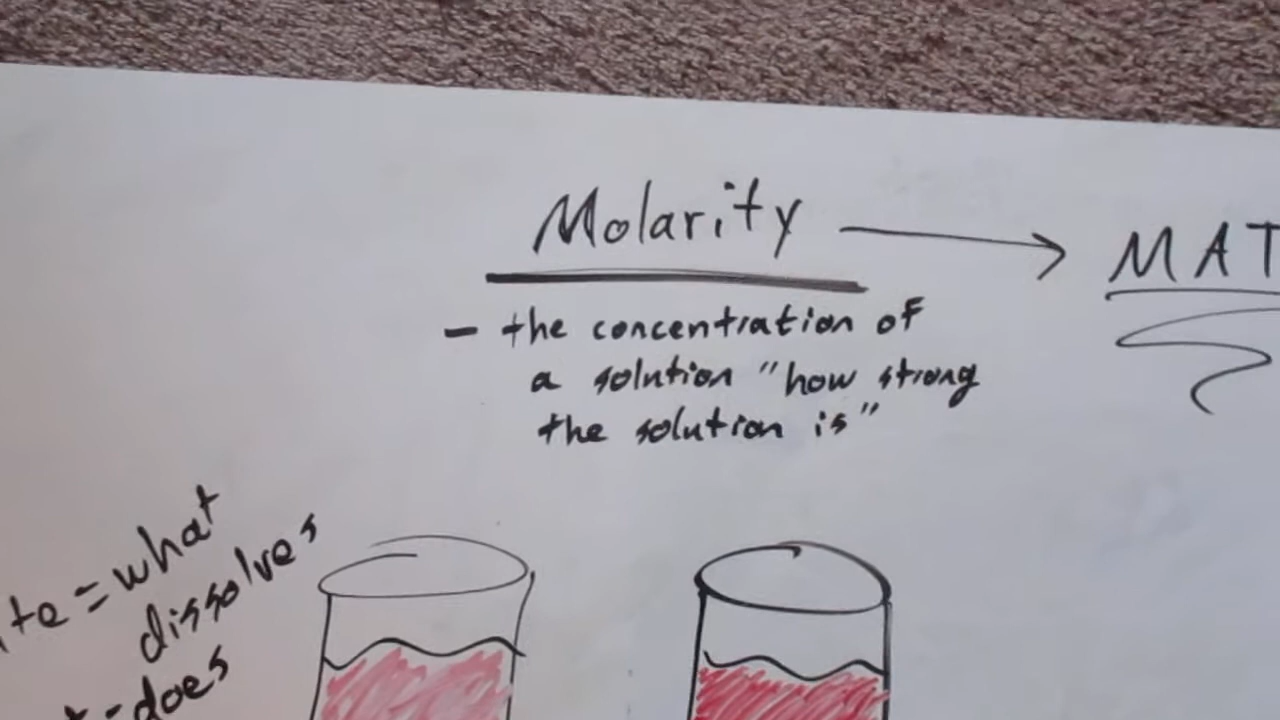 Molarity → MAT
- the concentration of
a solution "how strong
the solution is"
= what
dissolves
- does